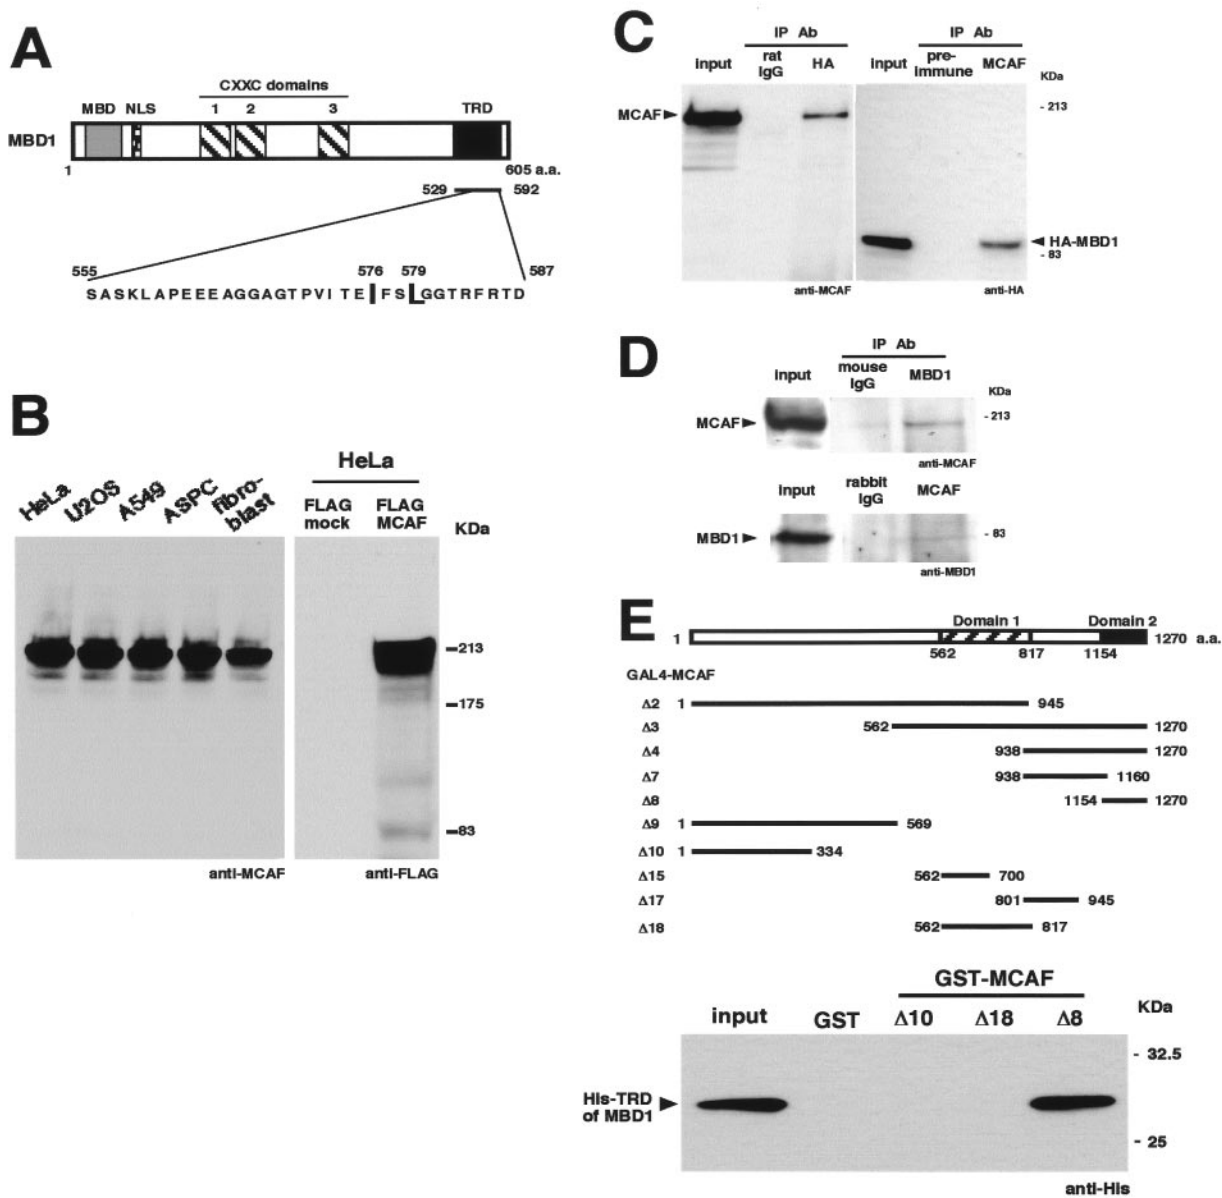 A
CXXC domains
MBD NLS 1 2 3 TRD
MBD1
1 605 a.a.
529 592
555 576 579 587
SASKLAPEEEAGGAGTPVITEIFSLGGTRFRTD
B
HeLa U2OS A549 ASPC fibro-
blast
HeLa
FLAG mock
FLAG MCAF
KDa
213
175
83
anti-MCAF anti-FLAG
C
IP Ab IP Ab
input rat IgG HA input pre-immune MCAF KDa
- 213
MCAF
HA-MBD1
- 83
anti-MCAF anti-HA
D
IP Ab
input mouse IgG MBD1 KDa
MCAF - 213
anti-MCAF
input rabbit IgG MCAF
MBD1 - 83
anti-MBD1
E
Domain 1 Domain 2
1 1270 a.a.
562 817 1154
GAL4-MCAF
Δ2 1 945
Δ3 562 1270
Δ4 938 1270
Δ7 938 1160
Δ8 1154 1270
Δ9 1 569
Δ10 1 334
Δ15 562 700
Δ17 801 945
Δ18 562 817
GST-MCAF
input GST Δ10 Δ18 Δ8 KDa
- 32.5
His-TRD
of MBD1
- 25
anti-His